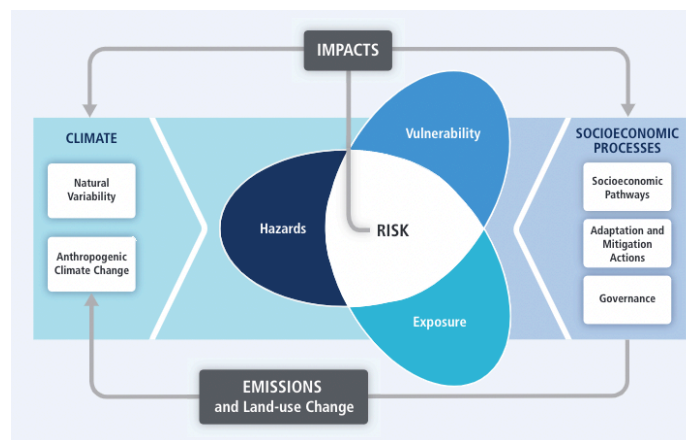 IMPACTS
CLIMATE
Natural
Variability
Anthropogenic
Climate Change
Vulnerability
Hazards
RISK
Exposure
SOCIOECONOMIC
PROCESSES
Socioeconomic
Pathways
Adaptation and
Mitigation
Actions
Governance
EMISSIONS
and Land-use Change